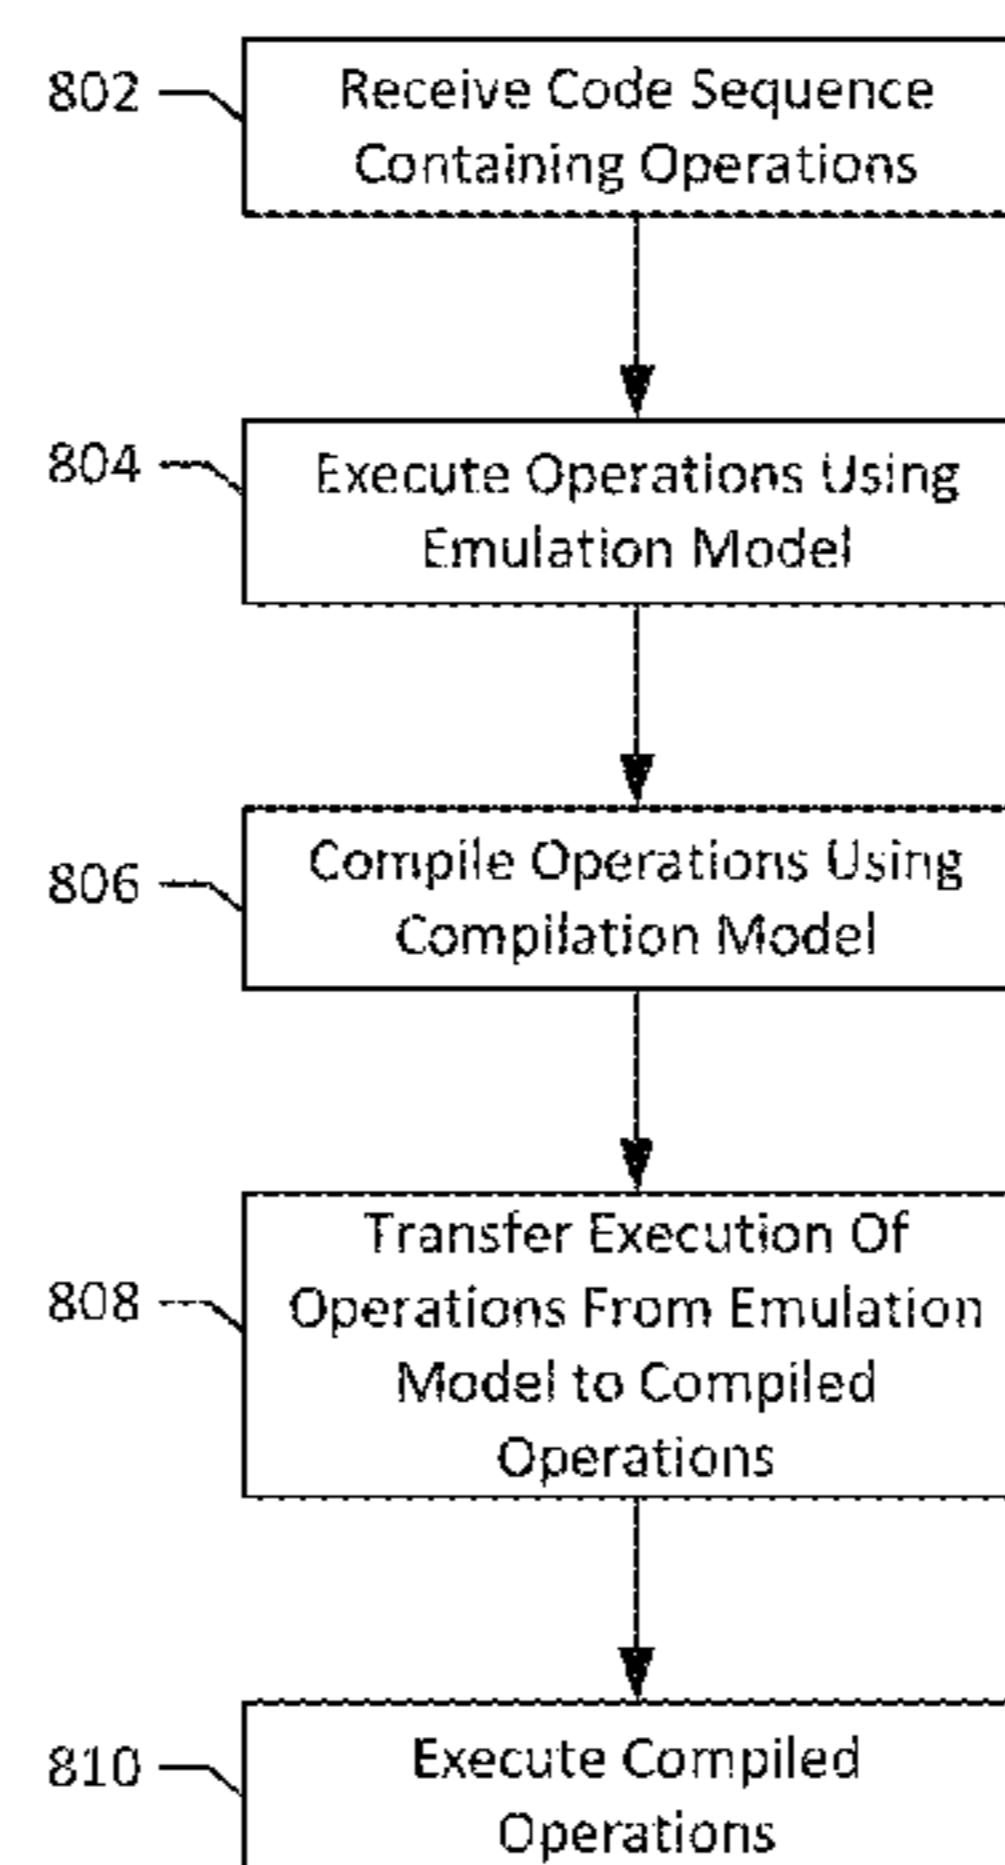 802
Receive Code Sequence
Containing Operations
804
Execute Operations Using
Emulation Model
806
Compile Operations Using
Compilation Model
808
Transfer Execution Of
Operations From Emulation
Model to Compiled
Operations
810
Execute Compiled
Operations